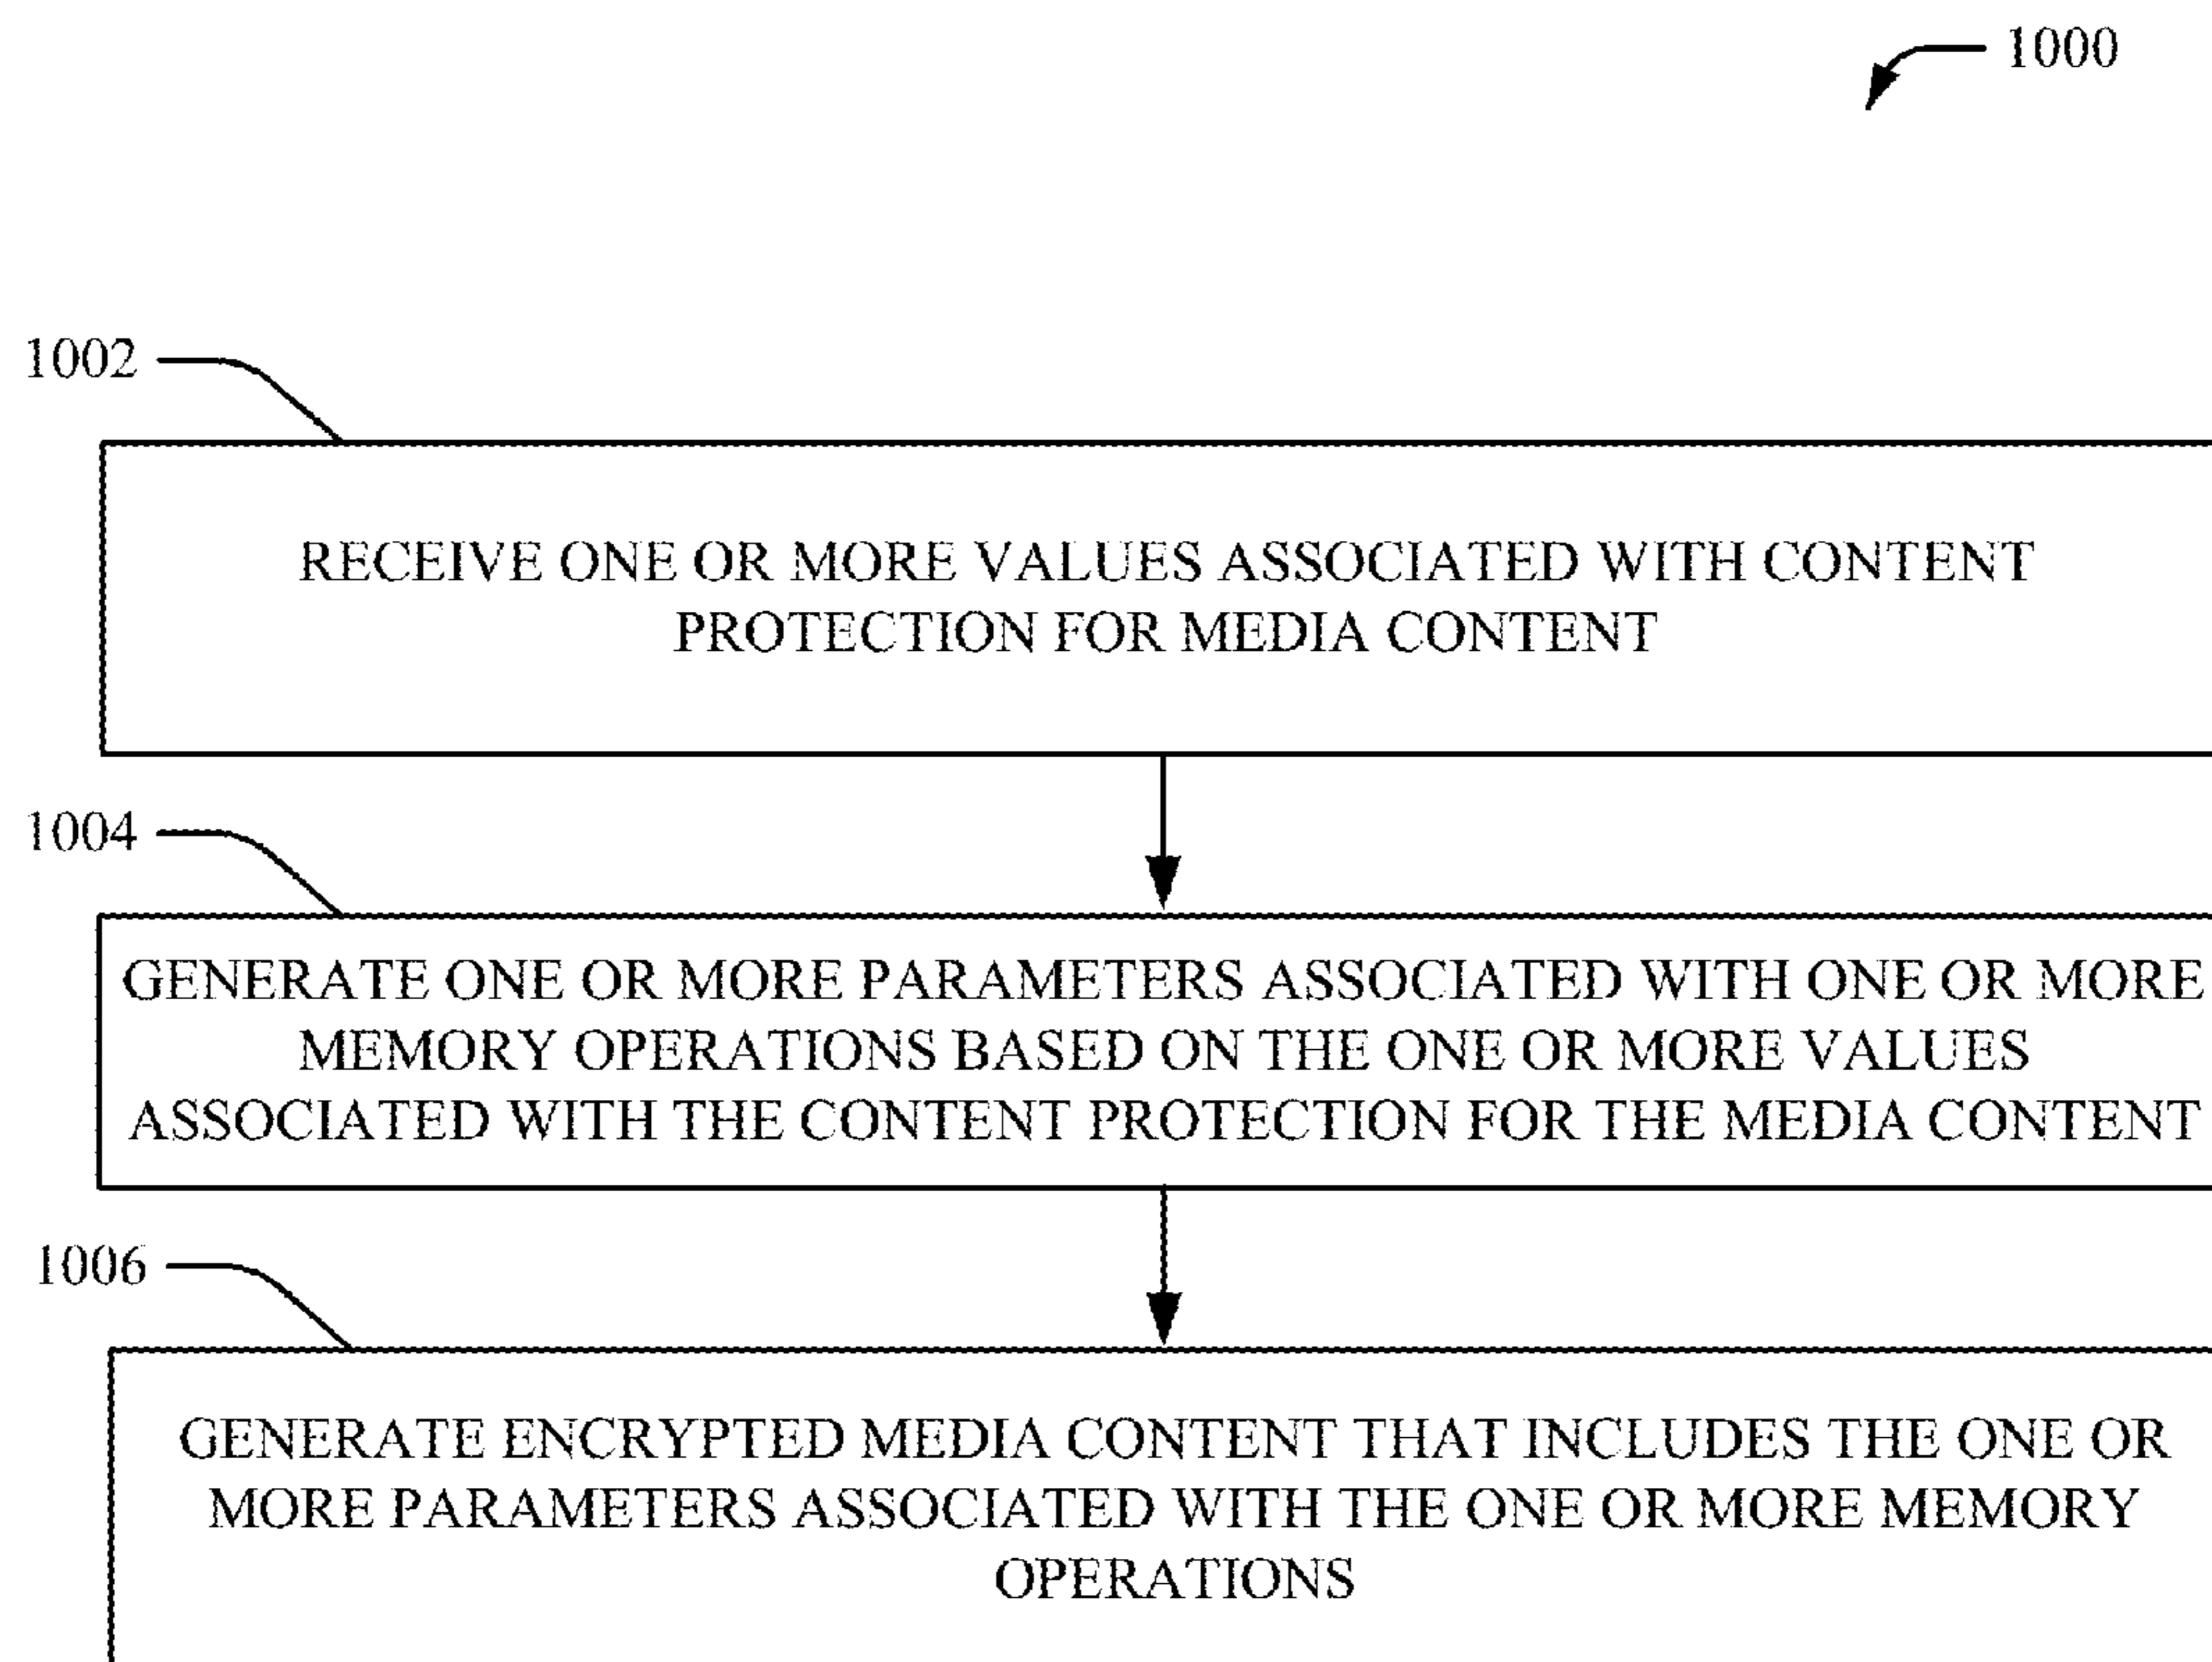 1000
1002
RECEIVE ONE OR MORE VALUES ASSOCIATED WITH CONTENT
PROTECTION FOR MEDIA CONTENT
1004
GENERATE ONE OR MORE PARAMETERS ASSOCIATED WITH ONE OR MORE
MEMORY OPERATIONS BASED ON THE ONE OR MORE VALUES
ASSOCIATED WITH THE CONTENT PROTECTION FOR THE MEDIA CONTENT
1006
GENERATE ENCRYPTED MEDIA CONTENT THAT INCLUDES THE ONE OR
MORE PARAMETERS ASSOCIATED WITH THE ONE OR MORE MEMORY
OPERATIONS